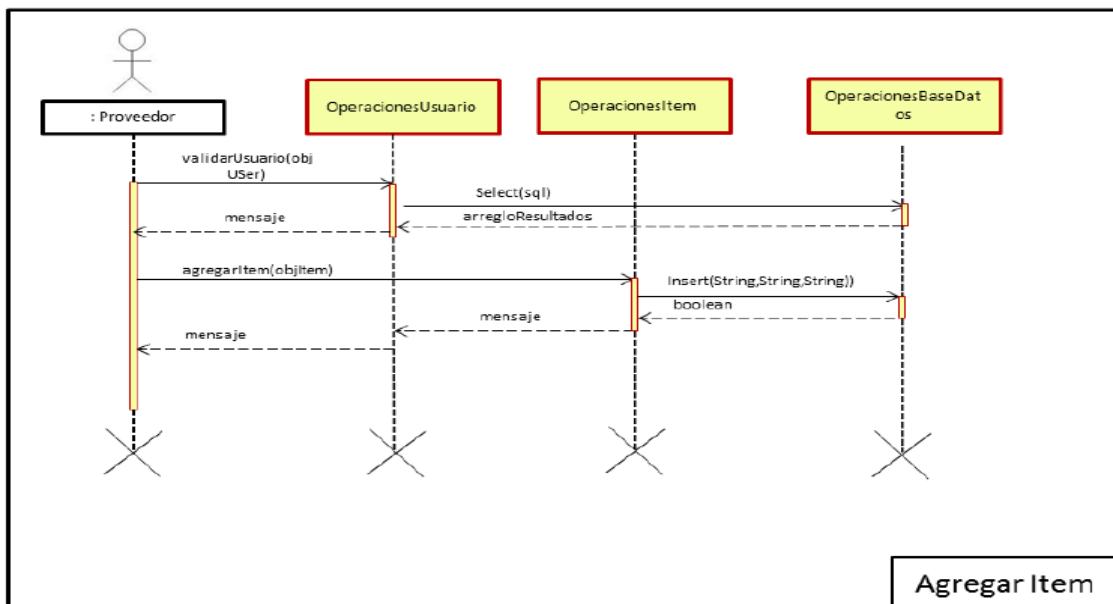 : Proveedor
OperacionesUsuario
OperacionesItem
OperacionesBaseDat
os
validarUsuario(obj
USer)
Select(sql)
arregloResultados
mensaje
agregarItem(objItem)
Insert(String,String,String))
boolean
mensaje
mensaje
Agregar Item